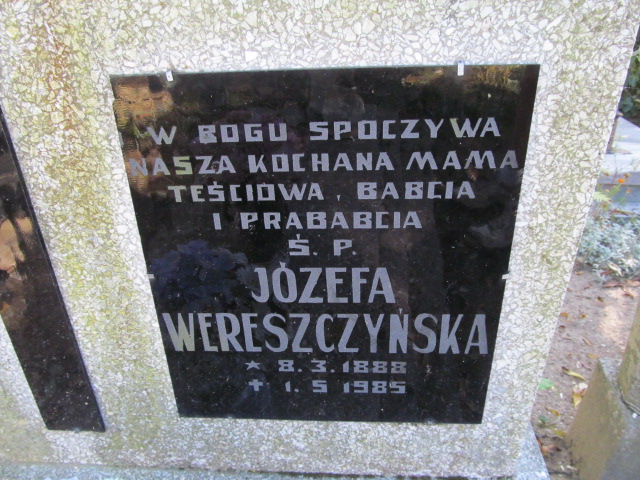 W BOGU SPOCZYWA
NASZA KOCHANA MAMA
TEŚCIOWA, BABCIA
I PRABABCIA
Ś. P.
JÓZEFA
WERESZCZYŃSKA
* 8.3.1888
✝ 1.5 1985